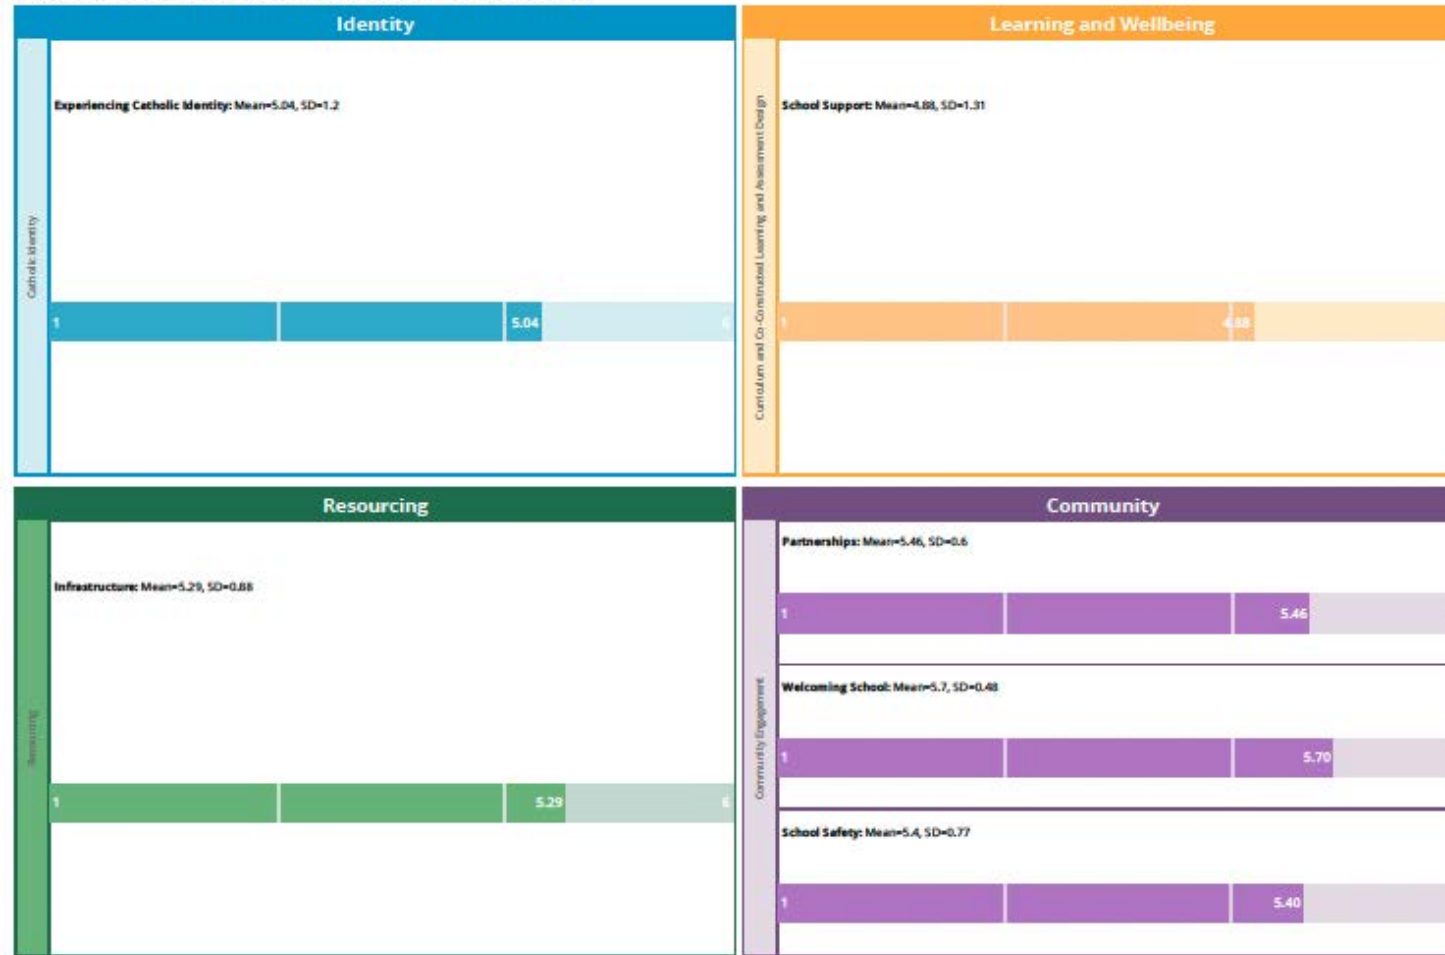 Identity
Catholic Identity
Experiencing Catholic Identity: Mean=5.04, SD=1.2
1 5.04 6
Learning and Wellbeing
Curriculum and Co-Constructed Learning and Assessment Design
School Support: Mean=4.88, SD=1.31
1 4.88
Resourcing
Resourcing
Infrastructure: Mean=5.29, SD=0.88
1 5.29 6
Community
Community Engagement
Partnerships: Mean=5.46, SD=0.6
1 5.46
Welcoming School: Mean=5.7, SD=0.48
1 5.70
School Safety: Mean=5.4, SD=0.77
1 5.40